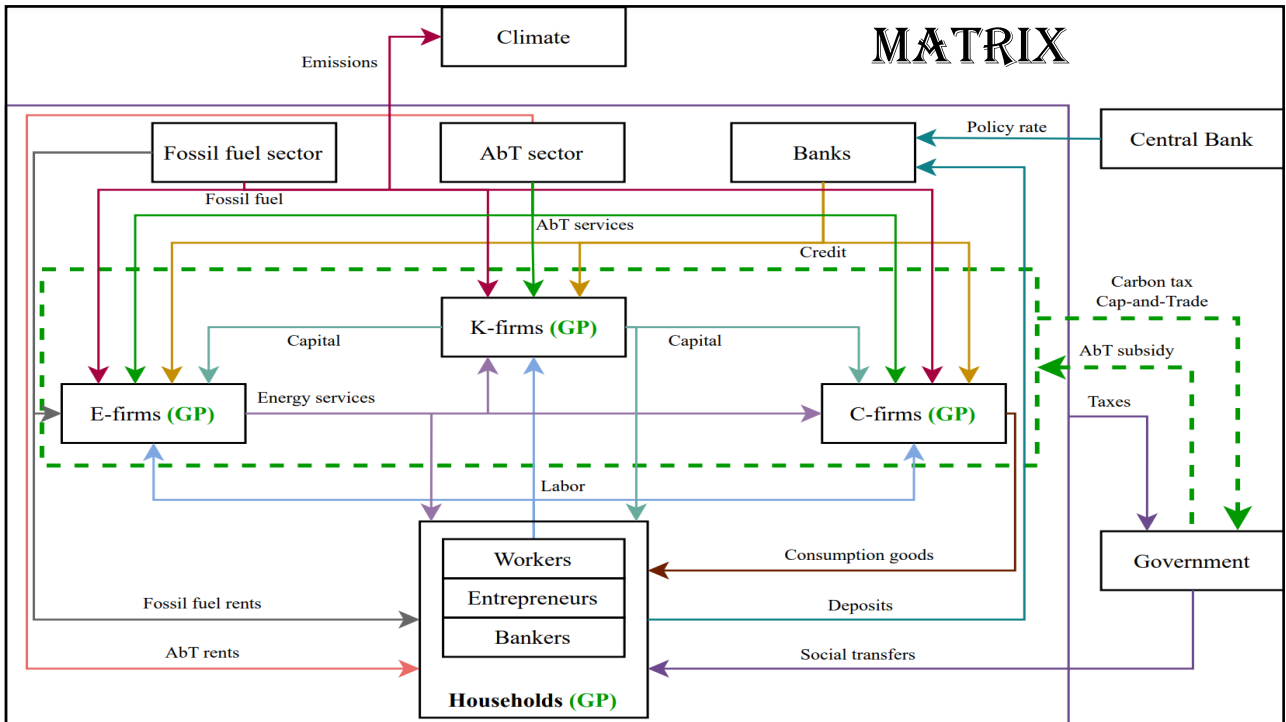 Climate
MATRIX
Emissions
Fossil fuel sector
AbT sector
Banks
Policy rate
Central Bank
Fossil fuel
AbT services
Credit
Carbon tax
Cap-and-Trade
K-firms (GP)
Capital
Capital
AbT subsidy
E-firms (GP)
Energy services
C-firms (GP)
Taxes
Labor
Workers
Consumption goods
Government
Entrepreneurs
Fossil fuel rents
Deposits
Bankers
AbT rents
Social transfers
Households (GP)